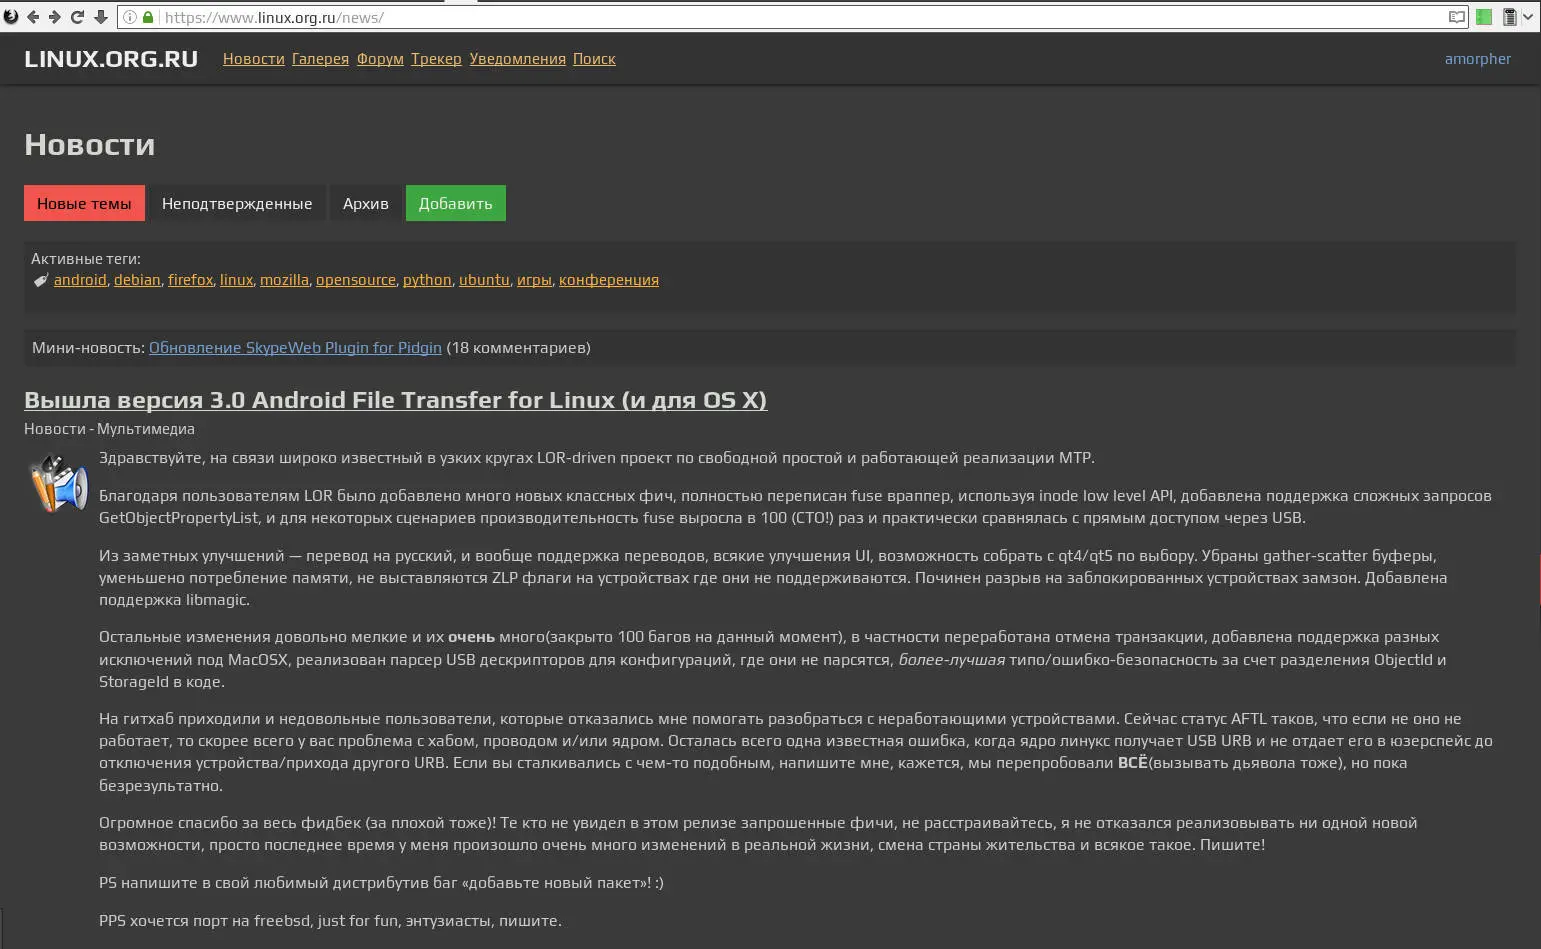 https://www.linux.org.ru/news/
LINUX.ORG.RU Новости Галерея Форум Трекер Уведомления Поиск amorpher
Новости
Новые темы Неподтвержденные Архив Добавить
Активные теги:
android, debian, firefox, linux, mozilla, opensource, python, ubuntu, игры, конференция
Мини-новость: Обновление SkypeWeb Plugin for Pidgin (18 комментариев)
Вышла версия 3.0 Android File Transfer for Linux (и для OS X)
Новости - Мультимедиа
Здравствуйте, на связи широко известный в узких кругах LOR-driven проект по свободной простой и работающей реализации MTP.
Благодаря пользователям LOR было добавлено много новых классных фич, полностью переписан fuse враппер, используя inode low level API, добавлена поддержка сложных запросов
GetObjectPropertyList, и для некоторых сценариев производительность fuse выросла в 100 (СТО!) раз и практически сравнялась с прямым доступом через USB.
Из заметных улучшений — перевод на русский, и вообще поддержка переводов, всякие улучшения UI, возможность собрать с qt4/qt5 по выбору. Убраны gather-scatter буферы,
уменьшено потребление памяти, не выставляются ZLP флаги на устройствах где они не поддерживаются. Починен разрыв на заблокированных устройствах замзон. Добавлена
поддержка libmagic.
Остальные изменения довольно мелкие и их очень много(закрыто 100 багов на данный момент), в частности переработана отмена транзакции, добавлена поддержка разных
исключений под MacOSX, реализован парсер USB дескрипторов для конфигураций, где они не парсятся, более-лучшая типо/ошибко-безопасность за счет разделения ObjectId и
StorageId в коде.
На гитхаб приходили и недовольные пользователи, которые отказались мне помогать разобраться с неработающими устройствами. Сейчас статус AFTL таков, что если не оно не
работает, то скорее всего у вас проблема с хабом, проводом и/или ядром. Осталась всего одна известная ошибка, когда ядро линукс получает USB URB и не отдает его в юзерспейс до
отключения устройства/прихода другого URB. Если вы сталкивались с чем-то подобным, напишите мне, кажется, мы перепробовали ВСЁ(вызывать дьявола тоже), но пока
безрезультатно.
Огромное спасибо за весь фидбек (за плохой тоже)! Те кто не увидел в этом релизе запрошенные фичи, не расстраивайтесь, я не отказался реализовывать ни одной новой
возможности, просто последнее время у меня произошло очень много изменений в реальной жизни, смена страны жительства и всякое такое. Пишите!
PS напишите в свой любимый дистрибутив баг «добавьте новый пакет»! :)
PPS хочется порт на freebsd, just for fun, энтузиасты, пишите.